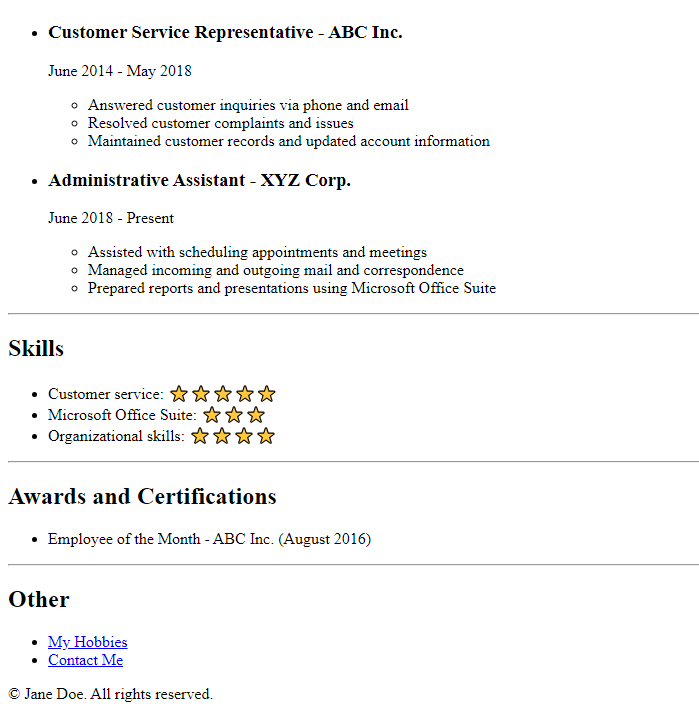 Customer Service Representative - ABC Inc.
June 2014 - May 2018
Answered customer inquiries via phone and email
Resolved customer complaints and issues
Maintained customer records and updated account information
Administrative Assistant - XYZ Corp.
June 2018 - Present
Assisted with scheduling appointments and meetings
Managed incoming and outgoing mail and correspondence
Prepared reports and presentations using Microsoft Office Suite
Skills
Customer service: ⭐⭐⭐⭐⭐
Microsoft Office Suite: ⭐⭐⭐
Organizational skills: ⭐⭐⭐⭐
Awards and Certifications
Employee of the Month - ABC Inc. (August 2016)
Other
My Hobbies
Contact Me
© Jane Doe. All rights reserved.